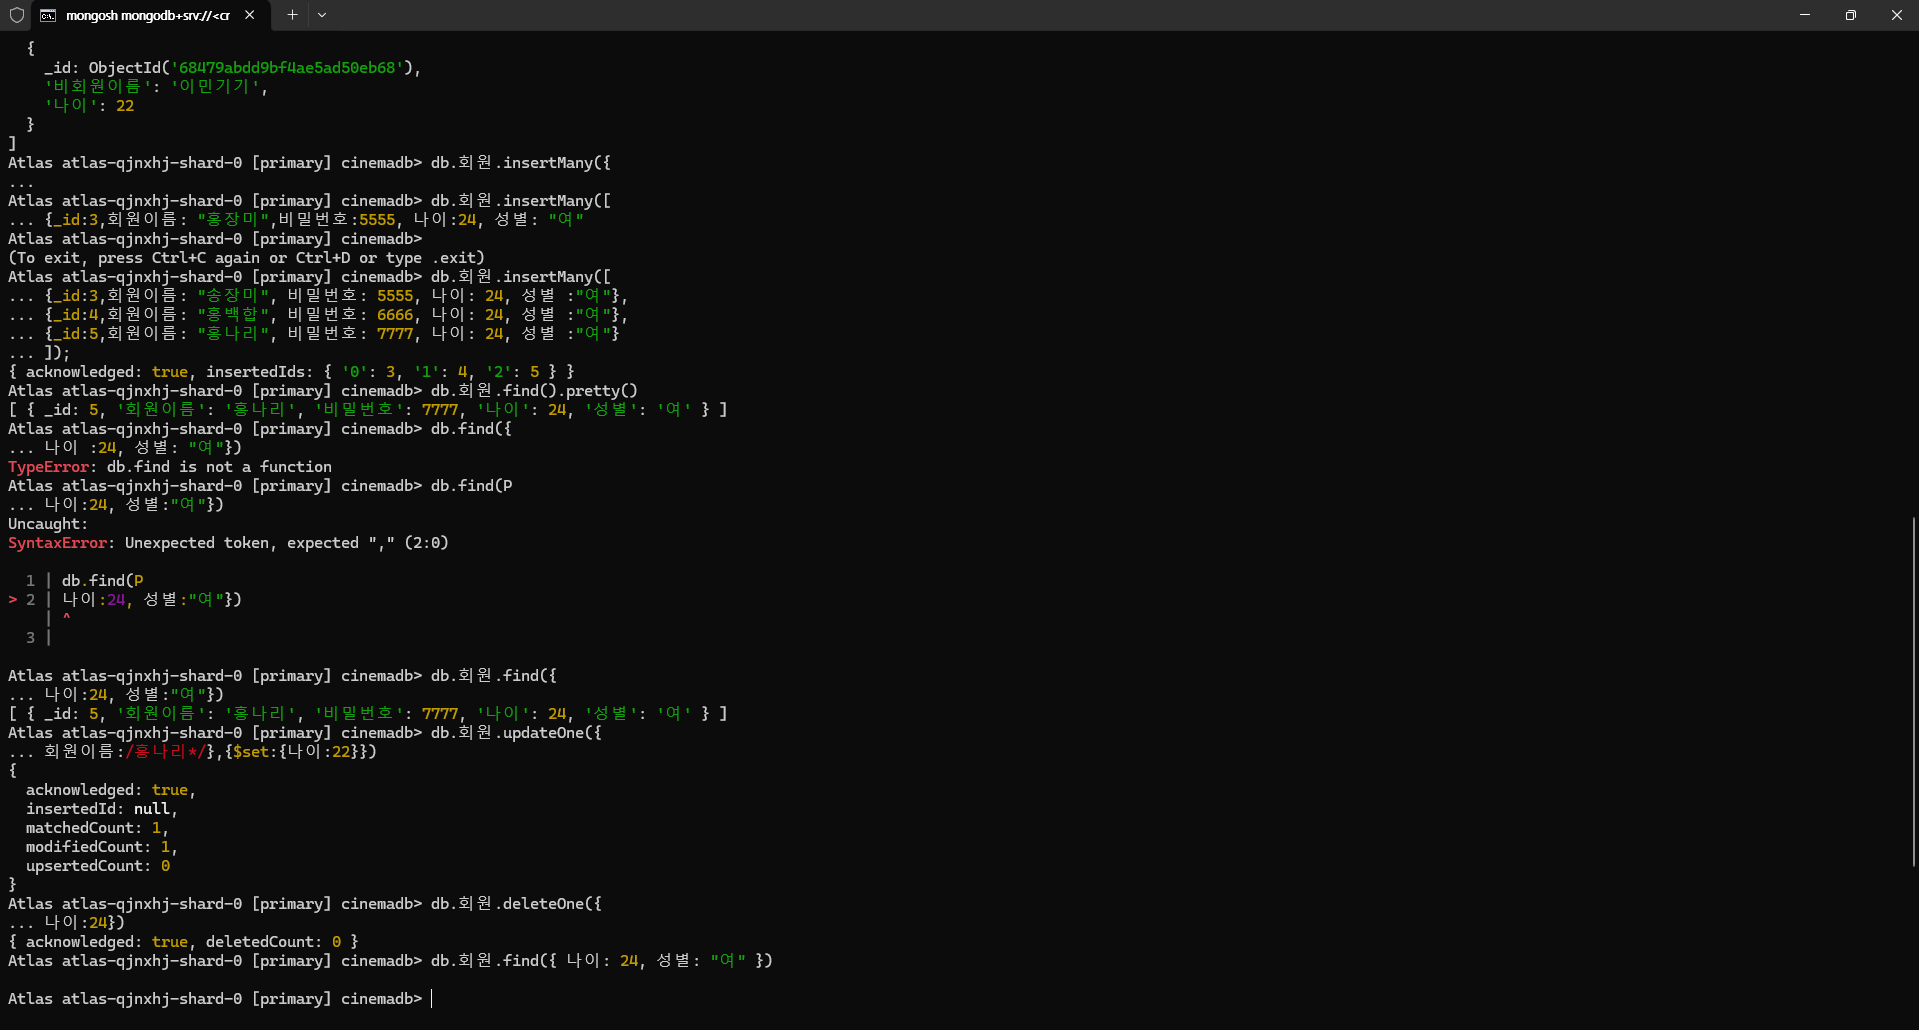 mongosh mongodb+srv://<cr
{
_id: ObjectId('68479abdd9bf4ae5ad50eb68'),
'비회원이름': '이민기기',
'나이': 22
}
]
Atlas atlas-qjnxhj-shard-0 [primary] cinemadb> db.회원.insertMany({
...
Atlas atlas-qjnxhj-shard-0 [primary] cinemadb> db.회원.insertMany([
... {_id:3,회원이름: "홍장미",비밀번호:5555, 나이:24, 성별: "여"
Atlas atlas-qjnxhj-shard-0 [primary] cinemadb>
(To exit, press Ctrl+C again or Ctrl+D or type .exit)
Atlas atlas-qjnxhj-shard-0 [primary] cinemadb> db.회원.insertMany([
... {_id:3,회원이름: "송장미", 비밀번호: 5555, 나이: 24, 성별 :"여"},
... {_id:4,회원이름: "홍백합", 비밀번호: 6666, 나이: 24, 성별 :"여"},
... {_id:5,회원이름: "홍나리", 비밀번호: 7777, 나이: 24, 성별 :"여"}
... ]);
{ acknowledged: true, insertedIds: { '0': 3, '1': 4, '2': 5 } }
Atlas atlas-qjnxhj-shard-0 [primary] cinemadb> db.회원.find().pretty()
[ { _id: 5, '회원이름': '홍나리', '비밀번호': 7777, '나이': 24, '성별': '여' } ]
Atlas atlas-qjnxhj-shard-0 [primary] cinemadb> db.find({
... 나이 :24, 성별: "여"})
TypeError: db.find is not a function
Atlas atlas-qjnxhj-shard-0 [primary] cinemadb> db.find(P
... 나이:24, 성별:"여"})
Uncaught:
SyntaxError: Unexpected token, expected "," (2:0)
1 | db.find(P
> 2 | 나이:24, 성별:"여"})
| ^
3 |
Atlas atlas-qjnxhj-shard-0 [primary] cinemadb> db.회원.find({
... 나이:24, 성별:"여"})
[ { _id: 5, '회원이름': '홍나리', '비밀번호': 7777, '나이': 24, '성별': '여' } ]
Atlas atlas-qjnxhj-shard-0 [primary] cinemadb> db.회원.updateOne({
... 회원이름:/홍나리*/},{$set:{나이:22}})
{
acknowledged: true,
insertedId: null,
matchedCount: 1,
modifiedCount: 1,
upsertedCount: 0
}
Atlas atlas-qjnxhj-shard-0 [primary] cinemadb> db.회원.deleteOne({
... 나이:24})
{ acknowledged: true, deletedCount: 0 }
Atlas atlas-qjnxhj-shard-0 [primary] cinemadb> db.회원.find({ 나이: 24, 성별: "여" })
Atlas atlas-qjnxhj-shard-0 [primary] cinemadb>